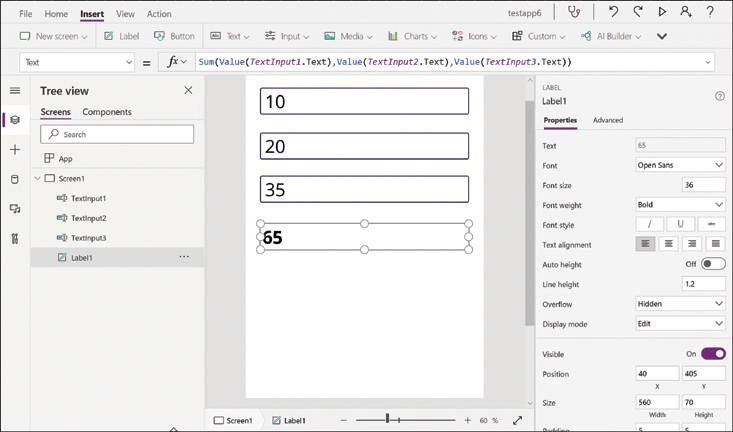 File Home Insert View Action testapp6
New screen Label Button Text Input Media Charts Icons Custom AI Builder
Text = fx Sum(Value(TextInput1.Text),Value(TextInput2.Text),Value(TextInput3.Text))
Tree view
Screens Components
Search
App
Screen1
TextInput1
TextInput2
TextInput3
Label1 ...
10
20
35
65
Screen1 Label1 − + 60 %
LABEL
Label1
Properties Advanced
Text 65
Font Open Sans
Font size 36
Font weight Bold
Font style / U abc
Text alignment
Auto height Off
Line height 1.2
Overflow Hidden
Display mode Edit
Visible On
Position 40 405
X Y
Size 560 70
Width Height
Padding 5 5